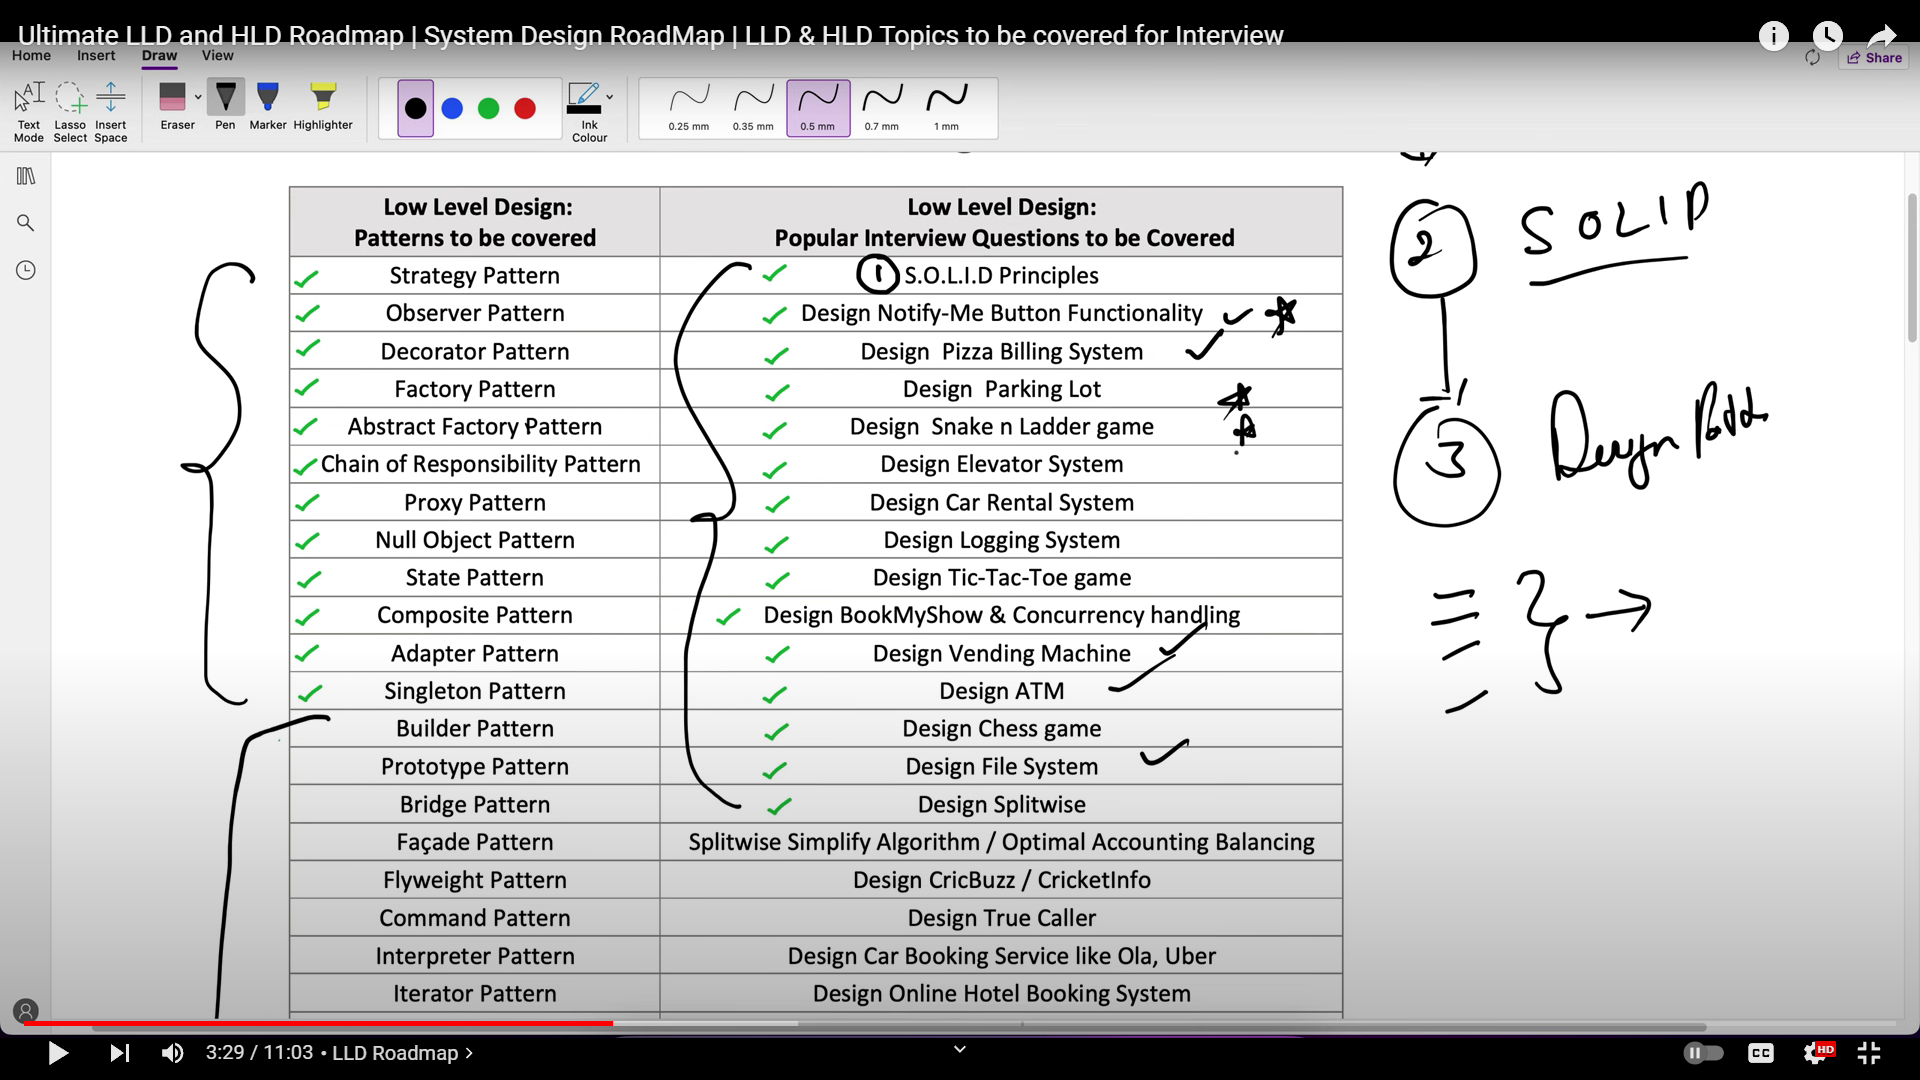 Ultimate LLD and HLD Roadmap | System Design RoadMap | LLD & HLD Topics to be covered for Interview
Home Insert Draw View
Share
Text Mode
Lasso Select
Insert Space
Eraser
Pen
Marker
Highlighter
Ink Colour
0.25 mm
0.35 mm
0.5 mm
0.7 mm
1 mm
Low Level Design:
Patterns to be covered
Low Level Design:
Popular Interview Questions to be Covered
Strategy Pattern
1 S.O.L.I.D Principles
Observer Pattern
Design Notify-Me Button Functionality
Decorator Pattern
Design Pizza Billing System
Factory Pattern
Design Parking Lot
Abstract Factory Pattern
Design Snake n Ladder game
Chain of Responsibility Pattern
Design Elevator System
Proxy Pattern
Design Car Rental System
Null Object Pattern
Design Logging System
State Pattern
Design Tic-Tac-Toe game
Composite Pattern
Design BookMyShow & Concurrency handling
Adapter Pattern
Design Vending Machine
Singleton Pattern
Design ATM
Builder Pattern
Design Chess game
Prototype Pattern
Design File System
Bridge Pattern
Design Splitwise
Façade Pattern
Splitwise Simplify Algorithm / Optimal Accounting Balancing
Flyweight Pattern
Design CricBuzz / CricketInfo
Command Pattern
Design True Caller
Interpreter Pattern
Design Car Booking Service like Ola, Uber
Iterator Pattern
Design Online Hotel Booking System
2 SOLID
3 Design
3:29 / 11:03 • LLD Roadmap
CC
HD